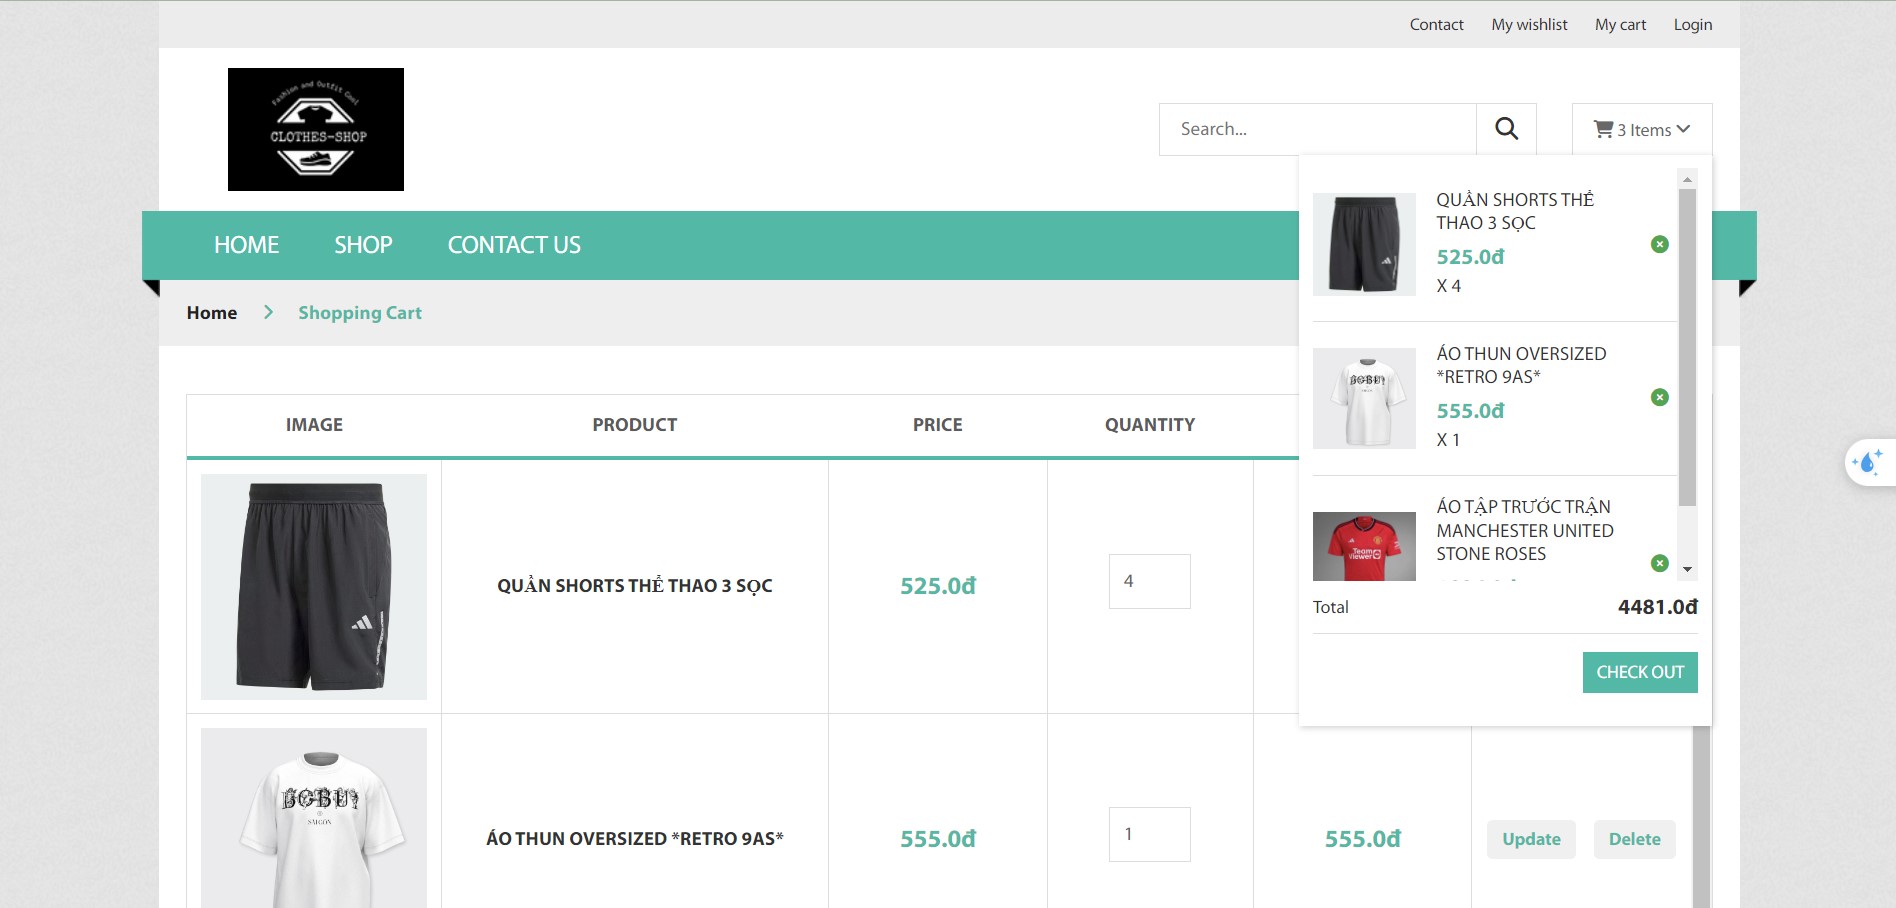 Contact My wishlist My cart Login
Fashion and Outfit Cool
CLOTHES-SHOP
Search...
3 Items
HOME SHOP CONTACT US
Home Shopping Cart
QUẦN SHORTS THỂ
THAO 3 SỌC
525.0đ
X 4
ÁO THUN OVERSIZED
*RETRO 9AS*
555.0đ
X 1
TeamViewer
ÁO TẬP TRƯỚC TRẬN
MANCHESTER UNITED
STONE ROSES
Total 4481.0đ
CHECK OUT
IMAGE PRODUCT PRICE QUANTITY
QUẦN SHORTS THỂ THAO 3 SỌC 525.0đ 4
BOBUI
SAIGON
ÁO THUN OVERSIZED *RETRO 9AS* 555.0đ 1 555.0đ Update Delete